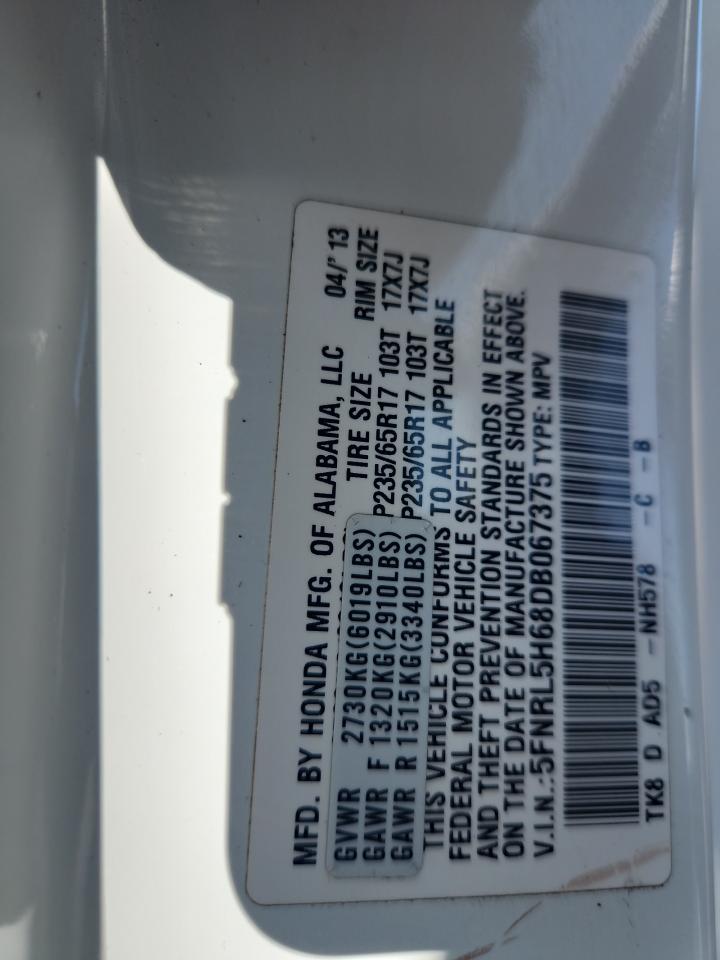 MFD. BY HONDA MFG. OF ALABAMA, LLC 04/'13
TIRE SIZE RIM SIZE
GVWR 2730KG(6019LBS)
GAWR F 1320KG(2910LBS) P235/65R17 103T 17X7J
GAWR R 1515KG(3340LBS) P235/65R17 103T 17X7J
THIS VEHICLE CONFORMS TO ALL APPLICABLE
FEDERAL MOTOR VEHICLE SAFETY
AND THEFT PREVENTION STANDARDS IN EFFECT
ON THE DATE OF MANUFACTURE SHOWN ABOVE.
V.I.N.:5FNRL5H68DB067375 TYPE: MPV
TK8 D AD5 -NH578 -C -B